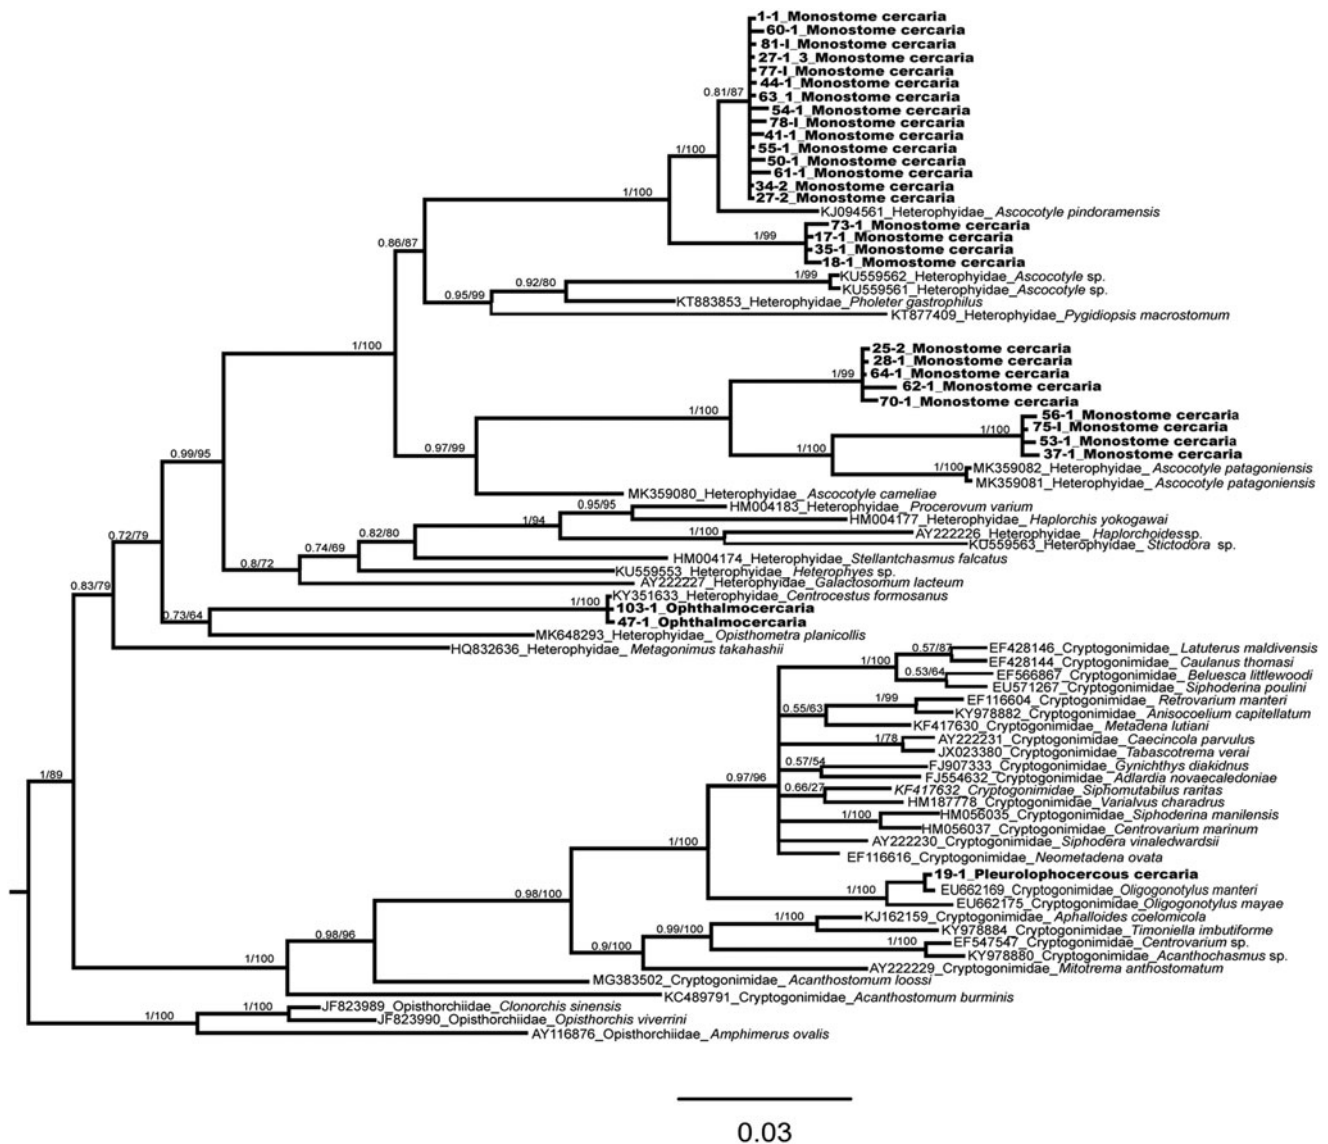 1-1_Monostome cercaria
60-1_Monostome cercaria
81-I_Monostome cercaria
27-1_3_Monostome cercaria
77-I_Monostome cercaria
44-1_Monostome cercaria
0.81/87
63_1_Monostome cercaria
54-1_Monostome cercaria
78-I_Monostome cercaria
41-1_Monostome cercaria
55-1_Monostome cercaria
1/100
50-1_Monostome cercaria
61-1_Monostome cercaria
34-2_Monostome cercaria
1/100
27-2_Monostome cercaria
KJ094561_Heterophyidae_Ascocotyle pindoramensis
73-1_Monostome cercaria
1/99
17-1_Monostome cercaria
0.86/87
35-1_Monostome cercaria
18-1_Momostome cercaria
1/99
KU559562_Heterophyidae_Ascocotyle sp.
0.92/80
KU559561_Heterophyidae_Ascocotyle sp.
0.95/99
KT883853_Heterophyidae_Pholeter gastrophilus
KT877409_Heterophyidae_Pygidiopsis macrostomum
1/100
25-2_Monostome cercaria
28-1_Monostome cercaria
1/99
64-1_Monostome cercaria
62-1_Monostome cercaria
70-1_Monostome cercaria
1/100
56-1_Monostome cercaria
75-I_Monostome cercaria
1/100
53-1_Monostome cercaria
0.97/99
1/100
37-1_Monostome cercaria
0.99/95
1/100
MK359082_Heterophyidae_Ascocotyle patagoniensis
MK359081_Heterophyidae_Ascocotyle patagoniensis
MK359080_Heterophyidae_Ascocotyle cameliae
0.95/95
HM004183_Heterophyidae_Procerovum varium
1/94
HM004177_Heterophyidae_Haplorchis yokogawai
0.72/79
0.82/80
1/100
AY222226_Heterophyidae_Haplorchoidessp.
KU559563_Heterophyidae_Stictodora sp.
0.74/69
HM004174_Heterophyidae_Stellantchasmus falcatus
0.8/72
KU559553_Heterophyidae_Heterophyes sp.
0.83/79
AY222227_Heterophyidae_Galactosomum lacteum
KY351633_Heterophyidae_Centrocestus formosanus
1/100
103-1_Ophthalmocercaria
0.73/64
47-1_Ophthalmocercaria
MK648293_Heterophyidae_Opisthometra planicollis
HQ832636_Heterophyidae_Metagonimus takahashii
0.57/87
EF428146_Cryptogonimidae_Latuterus maldivensis
1/100
EF428144_Cryptogonimidae_Caulanus thomasi
0.53/64
EF566867_Cryptogonimidae_Beluesca littlewoodi
EU571267_Cryptogonimidae_Siphoderina poulini
1/99
EF116604_Cryptogonimidae_Retrovarium manteri
0.55/63
KY978882_Cryptogonimidae_Anisocoelium capitellatum
KF417630_Cryptogonimidae_Metadena lutiani
1/78
AY222231_Cryptogonimidae_Caecincola parvulus
JX023380_Cryptogonimidae_Tabascotrema verai
0.57/54
FJ907333_Cryptogonimidae_Gynichthys diakidnus
1/89
0.97/96
FJ554632_Cryptogonimidae_Adlardia novaecaledoniae
0.66/27
KF417632_Cryptogonimidae_Siphomutabilus raritas
HM187778_Cryptogonimidae_Varialvus charadrus
1/100
HM056035_Cryptogonimidae_Siphoderina manilensis
HM056037_Cryptogonimidae_Centrovarium marinum
1/100
AY222230_Cryptogonimidae_Siphodera vinaledwardsii
EF116616_Cryptogonimidae_Neometadena ovata
19-1_Pleurolophocercous cercaria
0.98/100
1/100
EU662169_Cryptogonimidae_Oligogonotylus manteri
EU662175_Cryptogonimidae_Oligogonotylus mayae
1/100
KJ162159_Cryptogonimidae_Aphalloides coelomicola
0.98/96
0.99/100
KY978884_Cryptogonimidae_Timoniella imbutiforme
0.9/100
1/100
EF547547_Cryptogonimidae_Centrovarium sp.
1/100
KY978880_Cryptogonimidae_Acanthochasmus sp.
AY222229_Cryptogonimidae_Mitotrema anthostomatum
MG383502_Cryptogonimidae_Acanthostomum loossi
KC489791_Cryptogonimidae_Acanthostomum burminis
1/100
JF823989_Opisthorchiidae_Clonorchis sinensis
1/100
JF823990_Opisthorchiidae_Opisthorchis viverrini
AY116876_Opisthorchiidae_Amphimerus ovalis
0.03